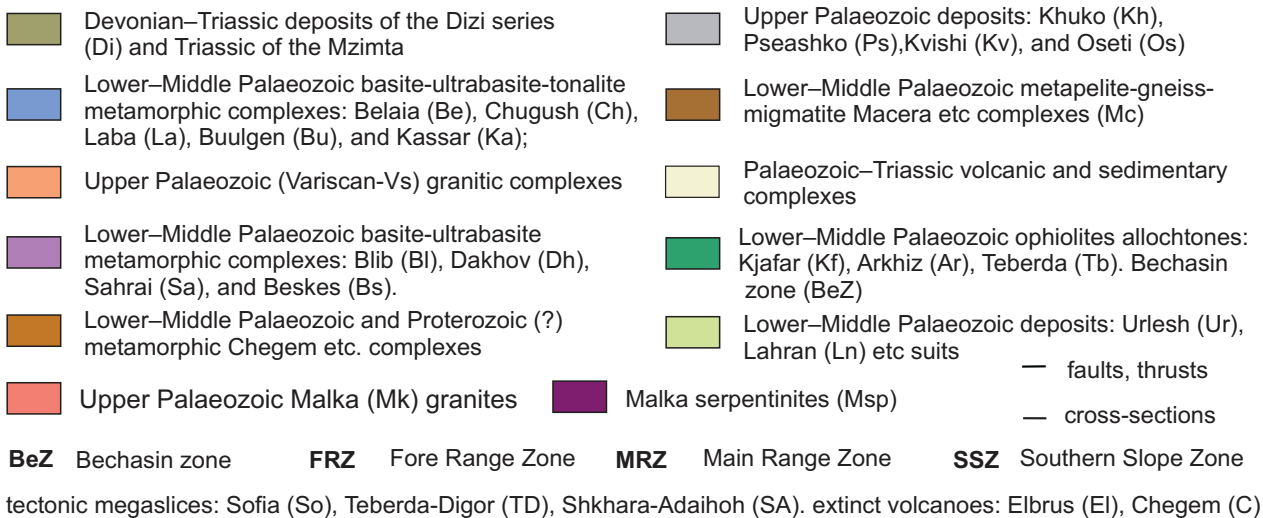 Devonian–Triassic deposits of the Dizi series
(Di) and Triassic of the Mzimta
Upper Palaeozoic deposits: Khuko (Kh),
Pseashko (Ps),Kvishi (Kv), and Oseti (Os)
Lower–Middle Palaeozoic basite-ultrabasite-tonalite
metamorphic complexes: Belaia (Be), Chugush (Ch),
Laba (La), Buulgen (Bu), and Kassar (Ka);
Lower–Middle Palaeozoic metapelite-gneiss-
migmatite Macera etc complexes (Mc)
Upper Palaeozoic (Variscan-Vs) granitic complexes
Palaeozoic–Triassic volcanic and sedimentary
complexes
Lower–Middle Palaeozoic basite-ultrabasite
metamorphic complexes: Blib (Bl), Dakhov (Dh),
Sahrai (Sa), and Beskes (Bs).
Lower–Middle Palaeozoic ophiolites allochtones:
Kjafar (Kf), Arkhiz (Ar), Teberda (Tb). Bechasin
zone (BeZ)
Lower–Middle Palaeozoic and Proterozoic (?)
metamorphic Chegem etc. complexes
Lower–Middle Palaeozoic deposits: Urlesh (Ur),
Lahran (Ln) etc suits
faults, thrusts
Upper Palaeozoic Malka (Mk) granites
Malka serpentinites (Msp)
cross-sections
BeZ Bechasin zone FRZ Fore Range Zone MRZ Main Range Zone SSZ Southern Slope Zone
tectonic megaslices: Sofia (So), Teberda-Digor (TD), Shkhara-Adaihoh (SA). extinct volcanoes: Elbrus (El), Chegem (C)